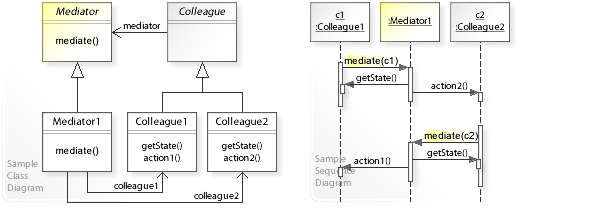 Mediator
mediate()
Colleague
mediator
Mediator1
mediate()
Colleague1
getState()
action1()
Colleague2
getState()
action2()
colleague1
colleague2
Sample
Class
Diagram
c1
:Colleague1
:Mediator1
c2
:Colleague2
mediate(c1)
getState()
action2()
mediate(c2)
getState()
action1()
Sample
Sequence
Diagram